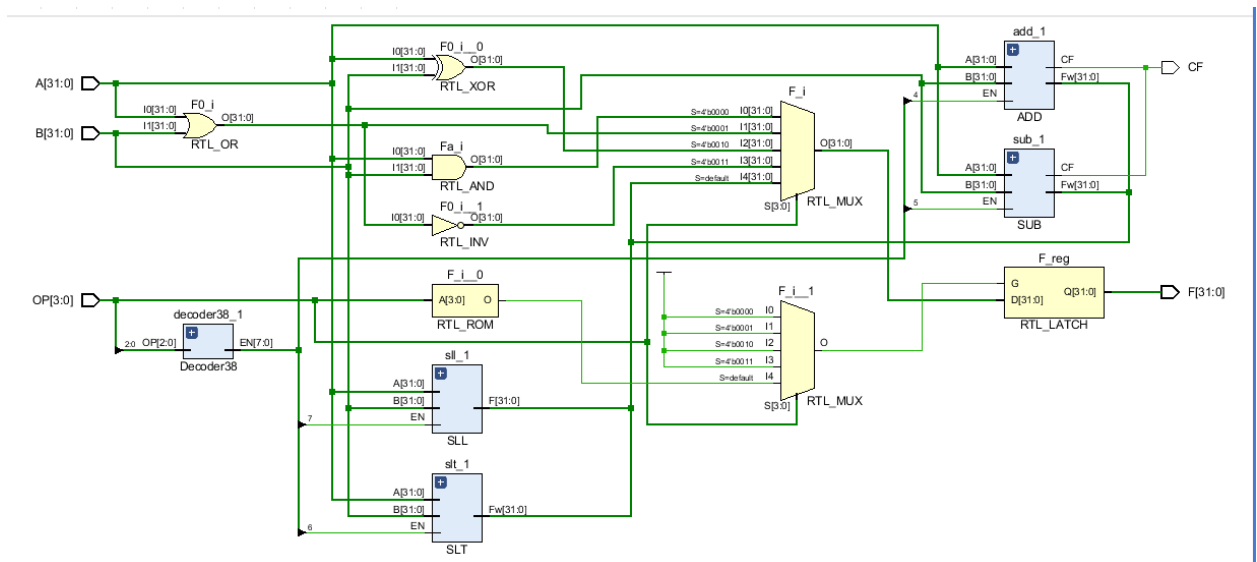 A[31:0]
B[31:0]
OP[3:0]
F0_i
I0[31:0]
I1[31:0]
O[31:0]
RTL_OR
F0_i__0
I0[31:0]
I1[31:0]
O[31:0]
RTL_XOR
Fa_i
I0[31:0]
I1[31:0]
O[31:0]
RTL_AND
F0_i__1
I0[31:0]
O[31:0]
RTL_INV
F_i__0
A[3:0]
O
RTL_ROM
decoder38_1
2:0
OP[2:0]
EN[7:0]
Decoder38
sll_1
A[31:0]
B[31:0]
EN
7
F[31:0]
SLL
slt_1
A[31:0]
B[31:0]
EN
6
Fw[31:0]
SLT
F_i
S=4'b0000 I0[31:0]
S=4'b0001 I1[31:0]
S=4'b0010 I2[31:0]
S=4'b0011 I3[31:0]
S=default I4[31:0]
S[3:0]
O[31:0]
RTL_MUX
F_i__1
S=4'b0000 I0
S=4'b0001 I1
S=4'b0010 I2
S=4'b0011 I3
S=default I4
S[3:0]
O
RTL_MUX
add_1
A[31:0]
B[31:0]
EN
4
CF
Fw[31:0]
ADD
sub_1
A[31:0]
B[31:0]
EN
5
CF
Fw[31:0]
SUB
F_reg
G
D[31:0]
Q[31:0]
RTL_LATCH
CF
F[31:0]